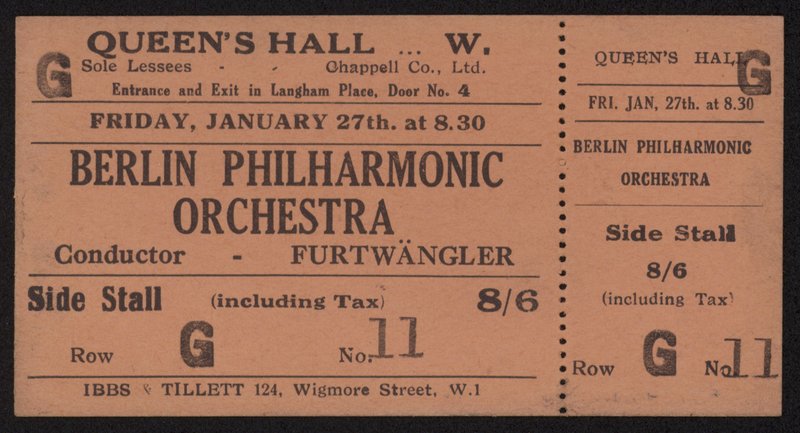 QUEEN'S HALL ... W.
G
Sole Lessees - - Chappell Co., Ltd.
Entrance and Exit in Langham Place, Door No. 4
FRIDAY, JANUARY 27th. at 8.30
BERLIN PHILHARMONIC
ORCHESTRA
Conductor - FURTWÄNGLER
Side Stall (including Tax) 8/6
Row G No. 11
IBBS & TILLETT 124, Wigmore Street, W.1
QUEEN'S HALL
G
FRI. JAN, 27th. at 8.30
BERLIN PHILHARMONIC
ORCHESTRA
Side Stall
8/6
(including Tax)
Row G No 11